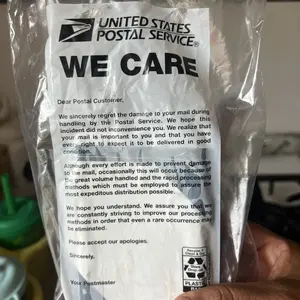 UNITED STATES
POSTAL SERVICE®
WE CARE
Dear Postal Customer,
We sincerely regret the damage to your mail during
handling by the Postal Service. We hope this
incident did not inconvenience you. We realize that
your mail is important to you and that you have
every right to expect it to be delivered in good
condition.
Although every effort is made to prevent damage
to the mail, occasionally this will occur because of
the great volume handled and the rapid processing
methods which must be employed to assure the
most expeditous distribution possible.
We hope you understand. We assure you that we
are constantly striving to improve our processing
methods in order that even a rare occurrence may
be eliminated.
Please accept our apologies.
Sincerely,
Your Postmaster
PLASTIC